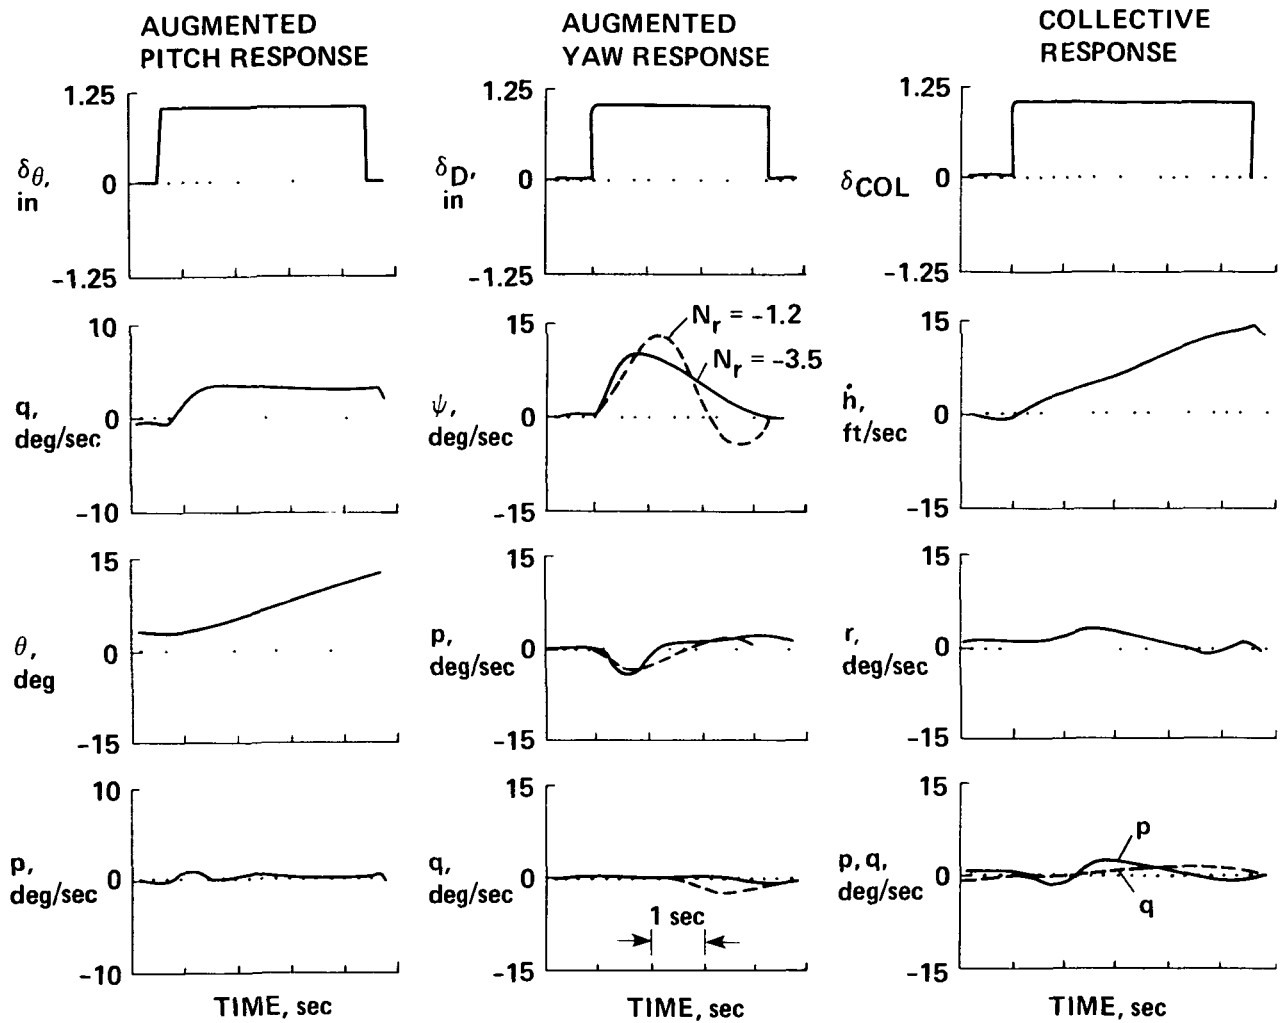 AUGMENTED
PITCH RESPONSE
1.25
δθ,
in
0
-1.25
10
q,
deg/sec
0
-10
15
θ,
deg
0
-15
10
p,
deg/sec
0
-10
TIME, sec
AUGMENTED
YAW RESPONSE
1.25
δD,
in
0
-1.25
15
Nr = -1.2
Nr = -3.5
ψ,
deg/sec
0
-15
15
p,
deg/sec
0
-15
15
q,
deg/sec
0
1 sec
-15
TIME, sec
COLLECTIVE
RESPONSE
1.25
δCOL
0
-1.25
15
ḣ,
ft/sec
0
-15
15
r,
deg/sec
0
-15
15
p
p, q,
deg/sec
0
q
-15
TIME, sec